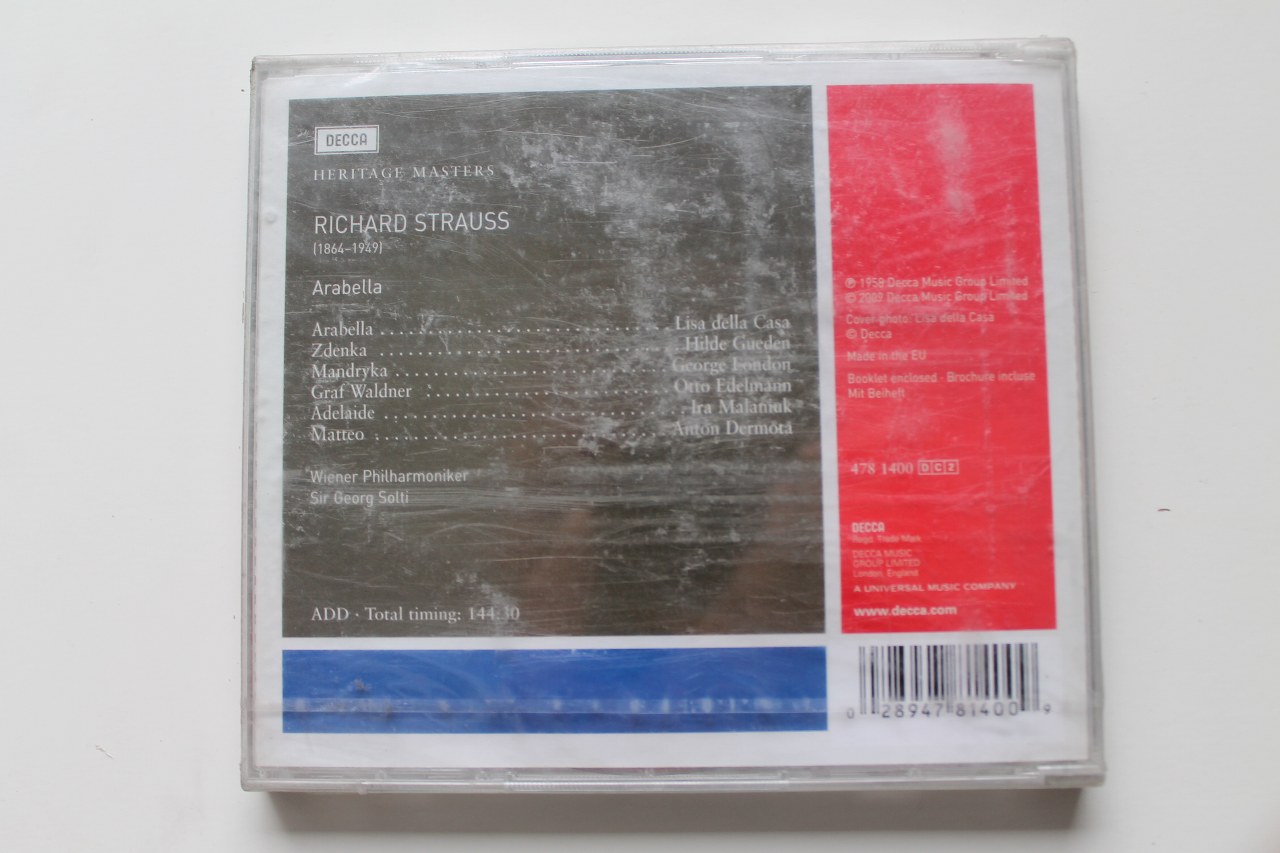 DECCA
HERITAGE MASTERS
RICHARD STRAUSS
(1864–1949)
Arabella
Arabella . . . . . . . . . . . . . . . . . . . . . . . . . . . . . . . . . . . Lisa della Casa
Zdenka . . . . . . . . . . . . . . . . . . . . . . . . . . . . . . . . . . . . Hilde Gueden
Mandryka . . . . . . . . . . . . . . . . . . . . . . . . . . . . . . . . . George London
Graf Waldner . . . . . . . . . . . . . . . . . . . . . . . . . . . . . . Otto Edelmann
Adelaide . . . . . . . . . . . . . . . . . . . . . . . . . . . . . . . . . . . . Ira Malaniuk
Matteo . . . . . . . . . . . . . . . . . . . . . . . . . . . . . . . . . . . Anton Dermota
Wiener Philharmoniker
Sir Georg Solti
ADD · Total timing: 144:30
℗ 1958 Decca Music Group Limited
© 2009 Decca Music Group Limited
Cover photo: Lisa della Casa
© Decca
Made in the EU
Booklet enclosed · Brochure incluse
Mit Beiheft
478 1400 DC2
DECCA
Regd. Trade Mark
DECCA MUSIC
GROUP LIMITED
London, England
A UNIVERSAL MUSIC COMPANY
www.decca.com
0 28947 81400 9